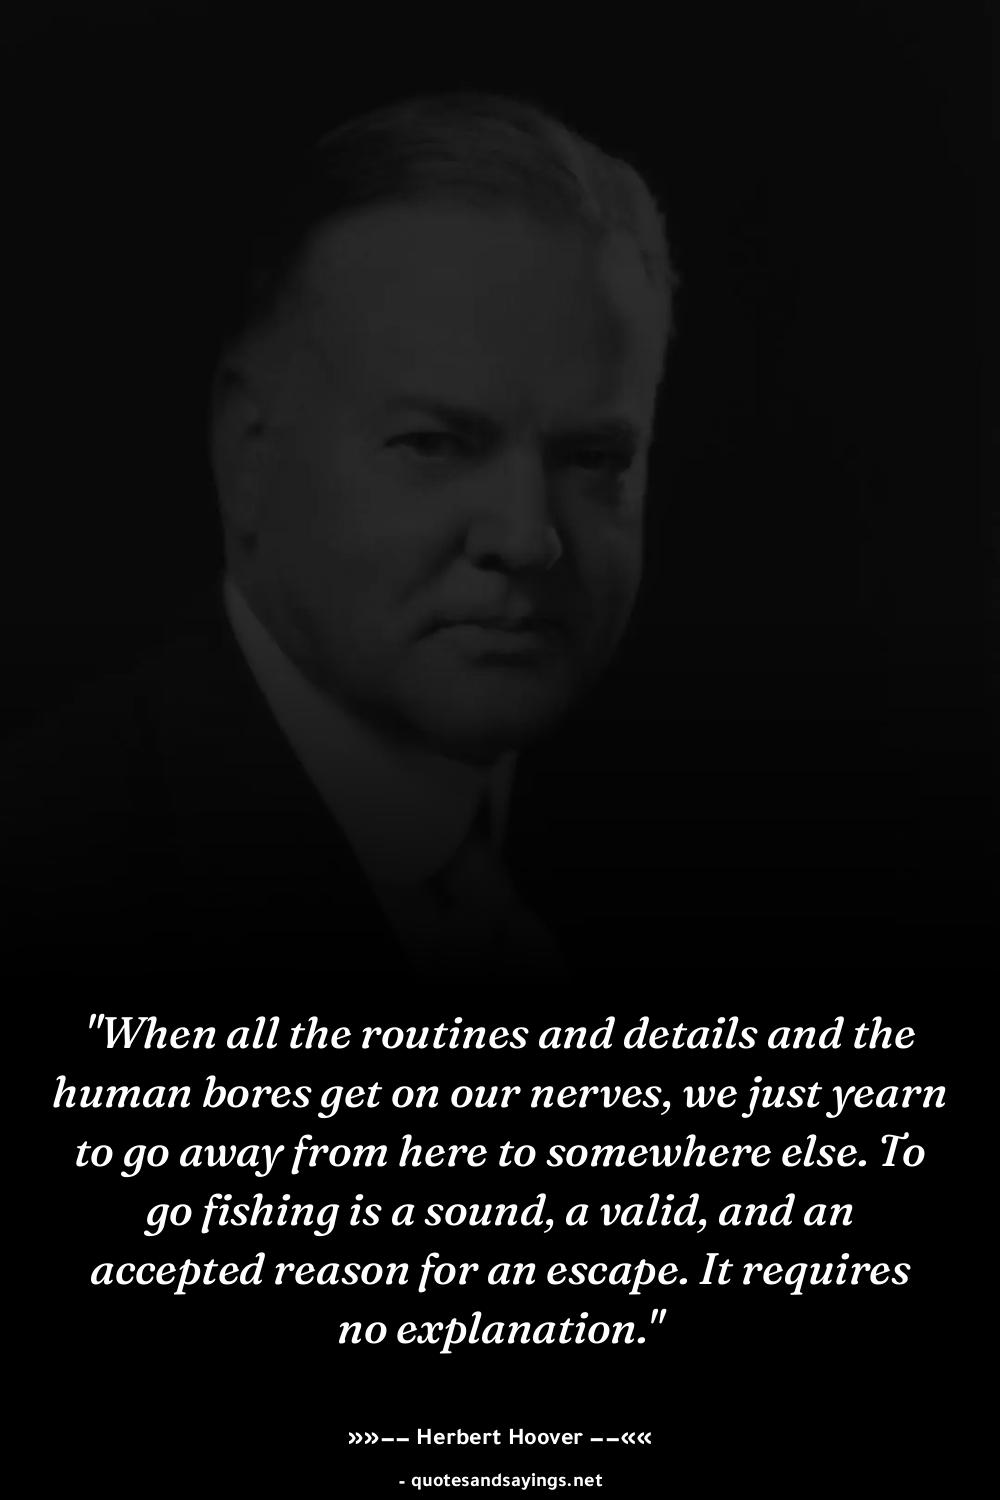 "When all the routines and details and the
human bores get on our nerves, we just yearn
to go away from here to somewhere else. To
go fishing is a sound, a valid, and an
accepted reason for an escape. It requires
no explanation."
»»–– Herbert Hoover ––««
- quotesandsayings.net